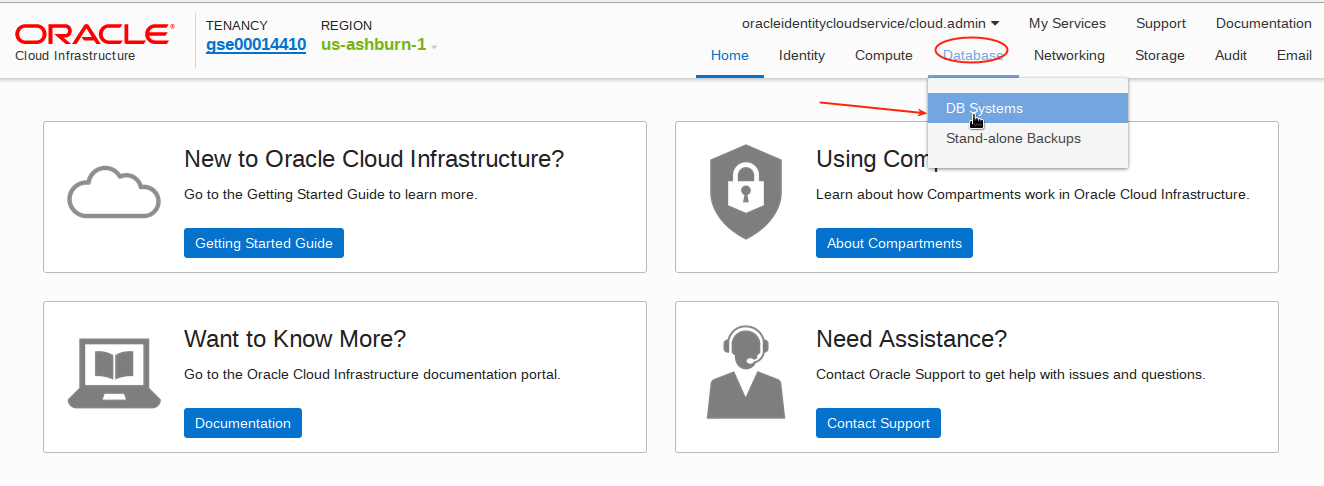 ORACLE®
Cloud Infrastructure
TENANCY
gse00014410
REGION
us-ashburn-1
oracleidentitycloudservice/cloud.admin My Services Support Documentation
Home Identity Compute Database Networking Storage Audit Email
DB Systems
Stand-alone Backups
New to Oracle Cloud Infrastructure?
Go to the Getting Started Guide to learn more.
Getting Started Guide
Using Com
Learn about how Compartments work in Oracle Cloud Infrastructure.
About Compartments
Want to Know More?
Go to the Oracle Cloud Infrastructure documentation portal.
Documentation
Need Assistance?
Contact Oracle Support to get help with issues and questions.
Contact Support